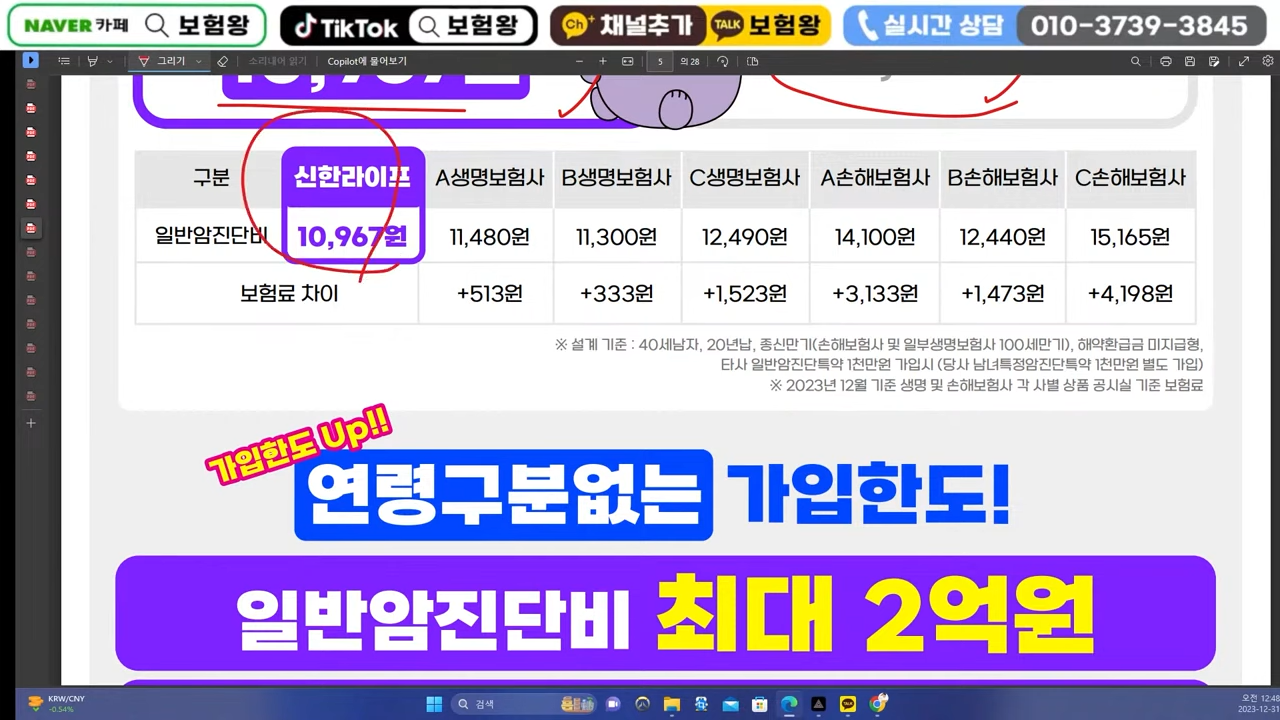 NAVER 카페 보험왕 TikTok 보험왕 Ch+ 채널추가 TALK 보험왕 실시간 상담 010-3739-3845
그리기 소리내어 읽기 Copilot에 물어보기 5 의 28
구분 신한라이프 A생명보험사 B생명보험사 C생명보험사 A손해보험사 B손해보험사 C손해보험사
일반암진단비 10,967원 11,480원 11,300원 12,490원 14,100원 12,440원 15,165원
보험료 차이 +513원 +333원 +1,523원 +3,133원 +1,473원 +4,198원
※ 설계 기준 : 40세남자, 20년납, 종신만기(손해보험사 및 일부생명보험사 100세만기), 해약환급금 미지급형,
타사 일반암진단특약 1천만원 가입시 (당사 남녀특정암진단특약 1천만원 별도 가입)
※ 2023년 12월 기준 생명 및 손해보험사 각 사별 상품 공시실 기준 보험료
가입한도 Up!!
연령구분없는 가입한도!
일반암진단비 최대 2억원
KRW/CNY
-0.54%
검색
오전 12:48
2023-12-31